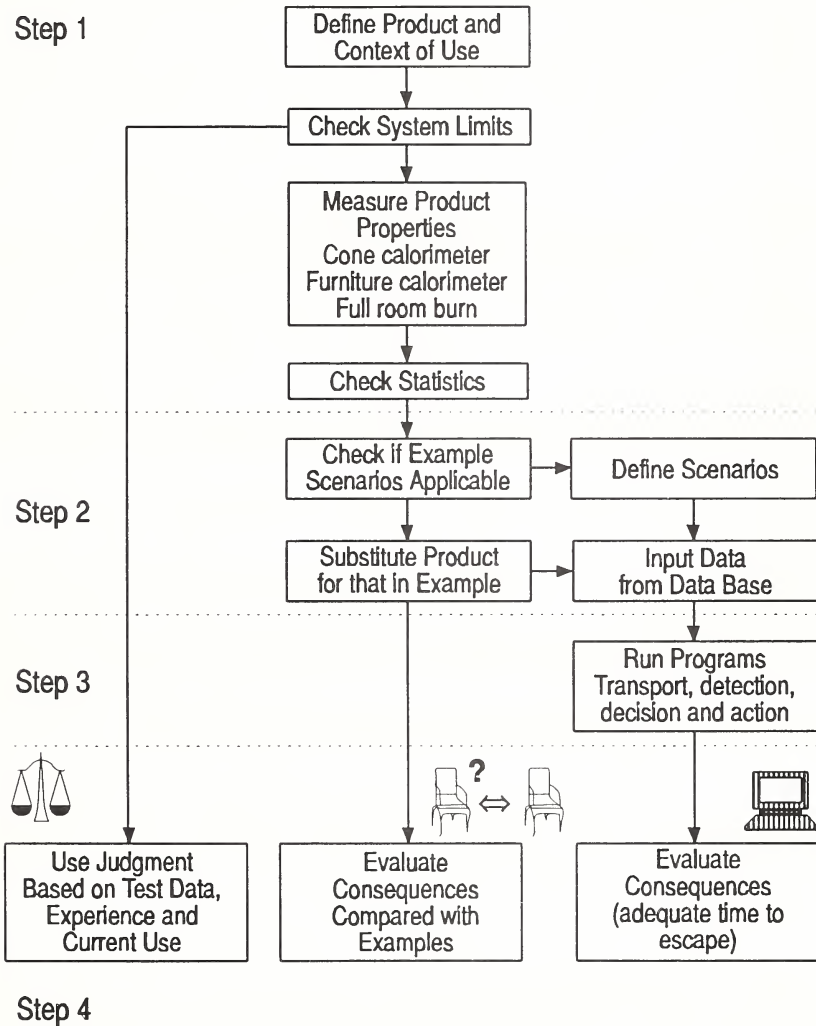 Step 1
Define Product and
Context of Use
Check System Limits
Measure Product
Properties
Cone calorimeter
Furniture calorimeter
Full room burn
Check Statistics
Step 2
Check if Example
Scenarios Applicable
Define Scenarios
Substitute Product
for that in Example
Input Data
from Data Base
Step 3
Run Programs
Transport, detection,
decision and action
?
Use Judgment
Based on Test Data,
Experience and
Current Use
Evaluate
Consequences
Compared with
Examples
Evaluate
Consequences
(adequate time to
escape)
Step 4